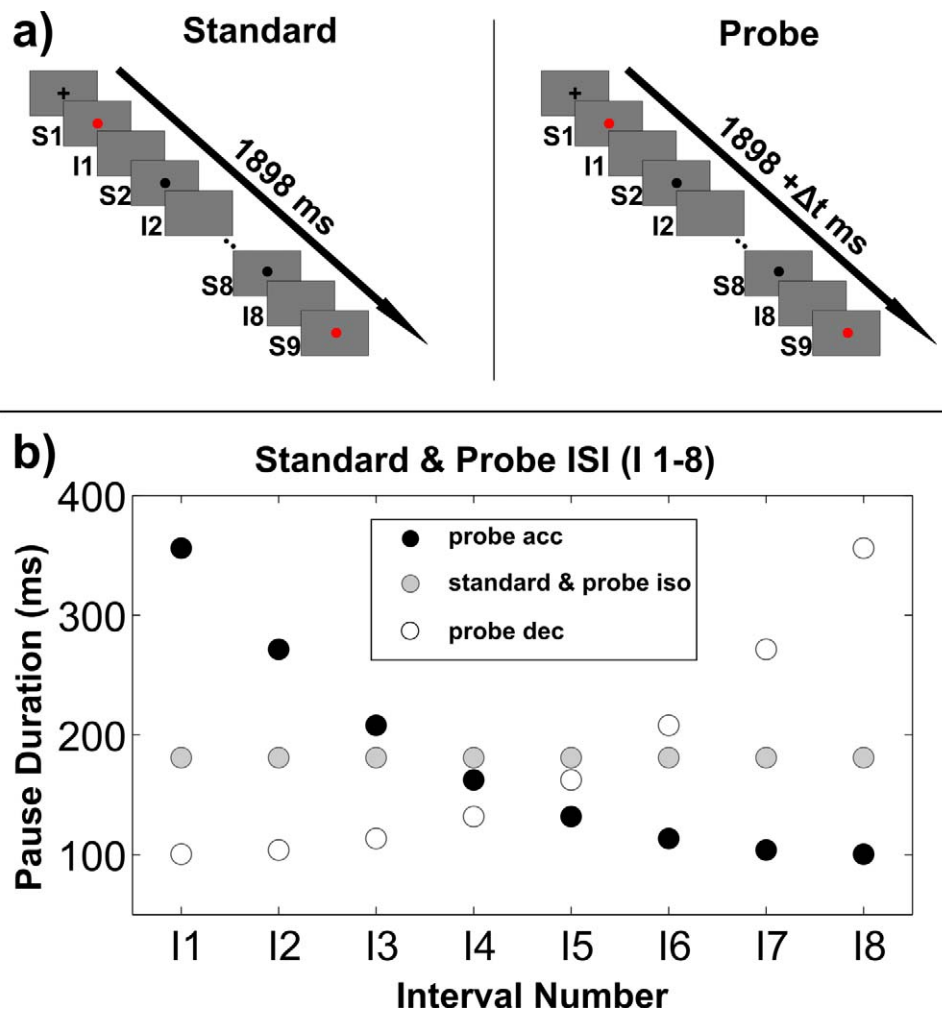 a)
Standard
S1
I1
S2
I2
S8
I8
S9
1898 ms
Probe
S1
I1
S2
I2
S8
I8
S9
1898 +Δt ms
b)
Standard & Probe ISI (I 1-8)
Pause Duration (ms)
400
300
200
100
probe acc
standard & probe iso
probe dec
I1 I2 I3 I4 I5 I6 I7 I8
Interval Number